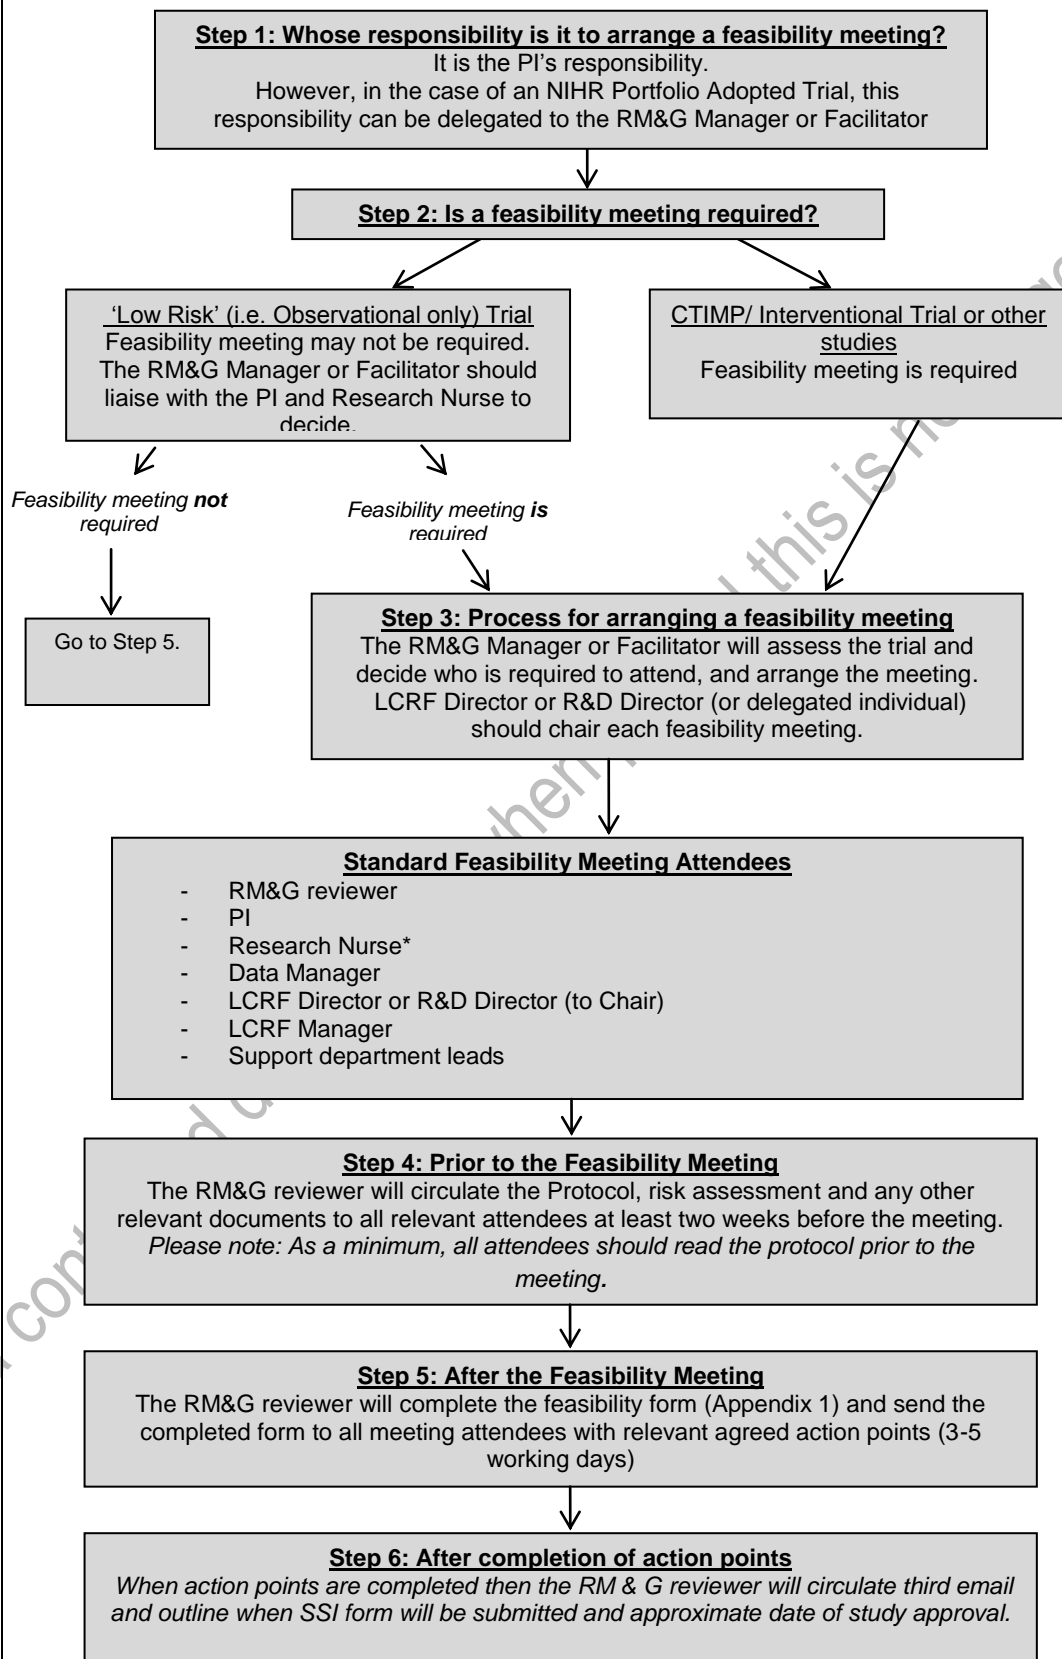 Step 1: Whose responsibility is it to arrange a feasibility meeting?
It is the PI's responsibility.
However, in the case of an NIHR Portfolio Adopted Trial, this
responsibility can be delegated to the RM&G Manager or Facilitator
Step 2: Is a feasibility meeting required?
'Low Risk' (i.e. Observational only) Trial
Feasibility meeting may not be required.
The RM&G Manager or Facilitator should
liaise with the PI and Research Nurse to
decide.
CTIMP/ Interventional Trial or other
studies
Feasibility meeting is required
Feasibility meeting not
required
Feasibility meeting is
required
Go to Step 5.
Step 3: Process for arranging a feasibility meeting
The RM&G Manager or Facilitator will assess the trial and
decide who is required to attend, and arrange the meeting.
LCRF Director or R&D Director (or delegated individual)
should chair each feasibility meeting.
Standard Feasibility Meeting Attendees
- RM&G reviewer
- PI
- Research Nurse*
- Data Manager
- LCRF Director or R&D Director (to Chair)
- LCRF Manager
- Support department leads
Step 4: Prior to the Feasibility Meeting
The RM&G reviewer will circulate the Protocol, risk assessment and any other
relevant documents to all relevant attendees at least two weeks before the meeting.
Please note: As a minimum, all attendees should read the protocol prior to the
meeting.
Step 5: After the Feasibility Meeting
The RM&G reviewer will complete the feasibility form (Appendix 1) and send the
completed form to all meeting attendees with relevant agreed action points (3-5
working days)
Step 6: After completion of action points
When action points are completed then the RM & G reviewer will circulate third email
and outline when SSI form will be submitted and approximate date of study approval.
when this is